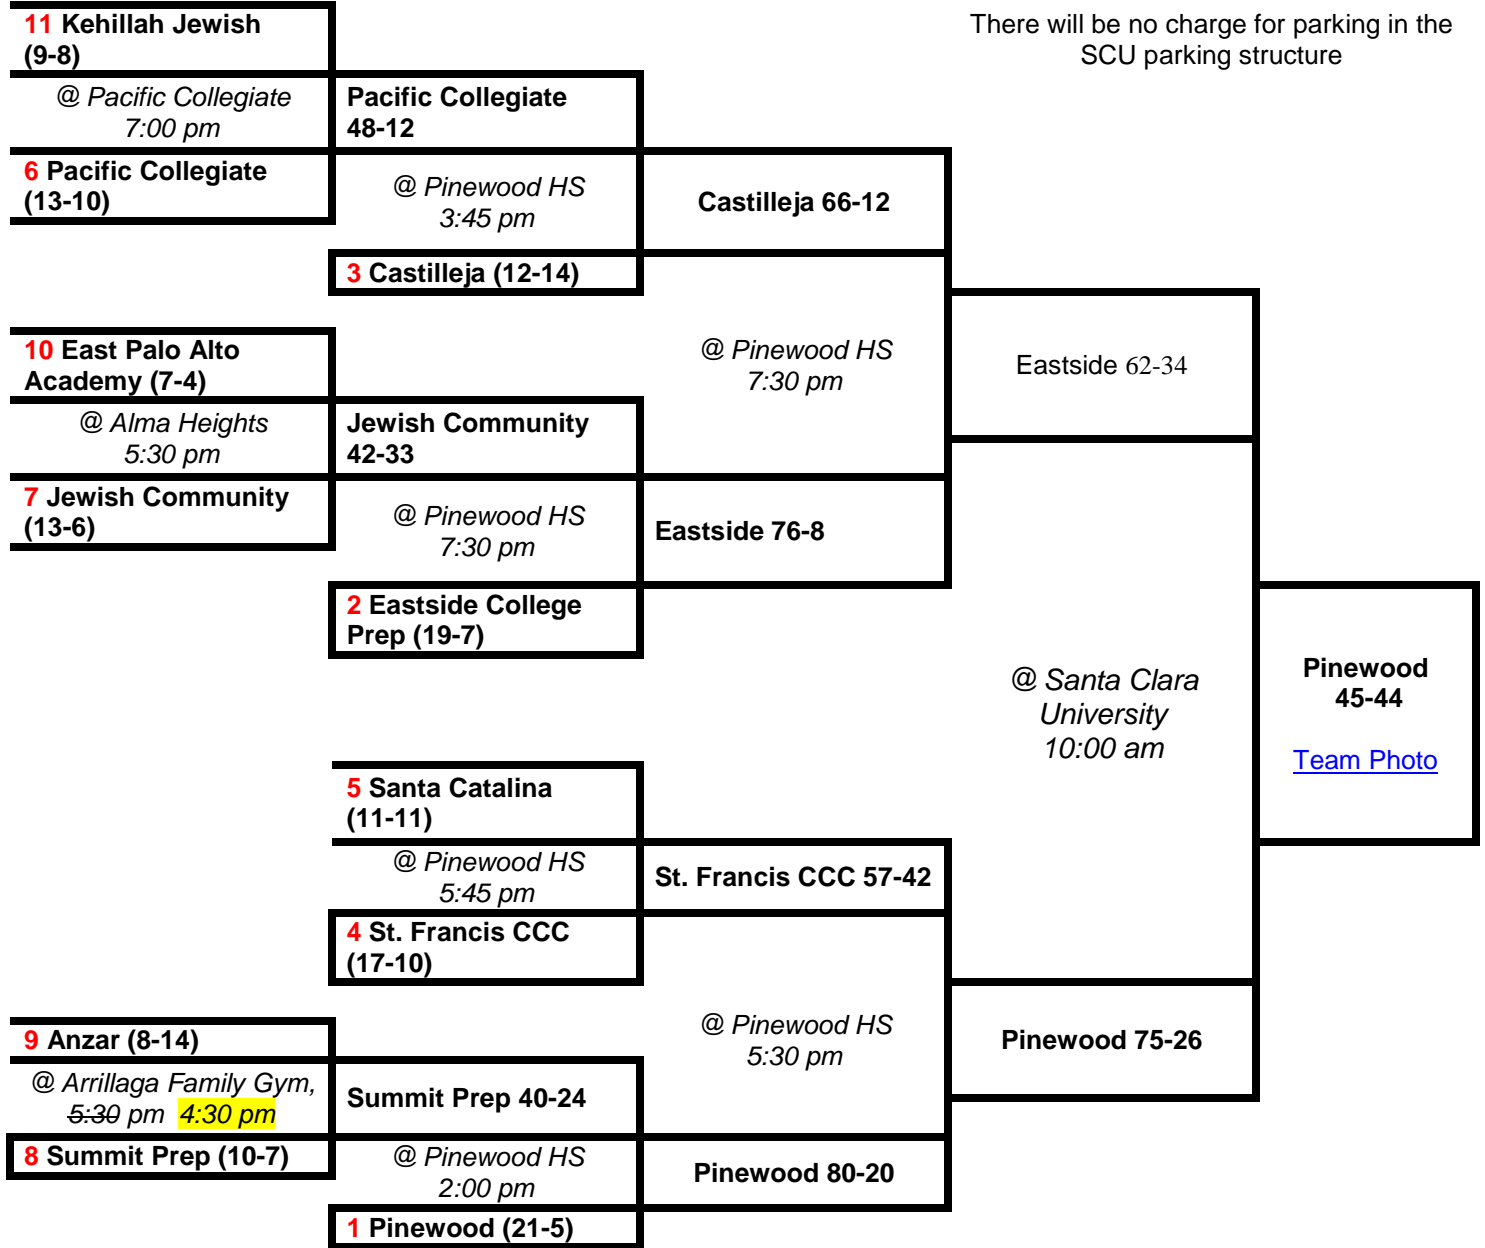 11 Kehillah Jewish
(9-8)
There will be no charge for parking in the
SCU parking structure
@ Pacific Collegiate
7:00 pm
Pacific Collegiate
48-12
6 Pacific Collegiate
(13-10)
@ Pinewood HS
3:45 pm
Castilleja 66-12
3 Castilleja (12-14)
10 East Palo Alto
Academy (7-4)
@ Pinewood HS
7:30 pm
Eastside 62-34
@ Alma Heights
5:30 pm
Jewish Community
42-33
7 Jewish Community
(13-6)
@ Pinewood HS
7:30 pm
Eastside 76-8
2 Eastside College
Prep (19-7)
@ Santa Clara
University
10:00 am
Pinewood
45-44
Team Photo
5 Santa Catalina
(11-11)
@ Pinewood HS
5:45 pm
St. Francis CCC 57-42
4 St. Francis CCC
(17-10)
@ Pinewood HS
5:30 pm
Pinewood 75-26
9 Anzar (8-14)
@ Arrillaga Family Gym,
5:30 pm 4:30 pm
Summit Prep 40-24
8 Summit Prep (10-7)
@ Pinewood HS
2:00 pm
Pinewood 80-20
1 Pinewood (21-5)